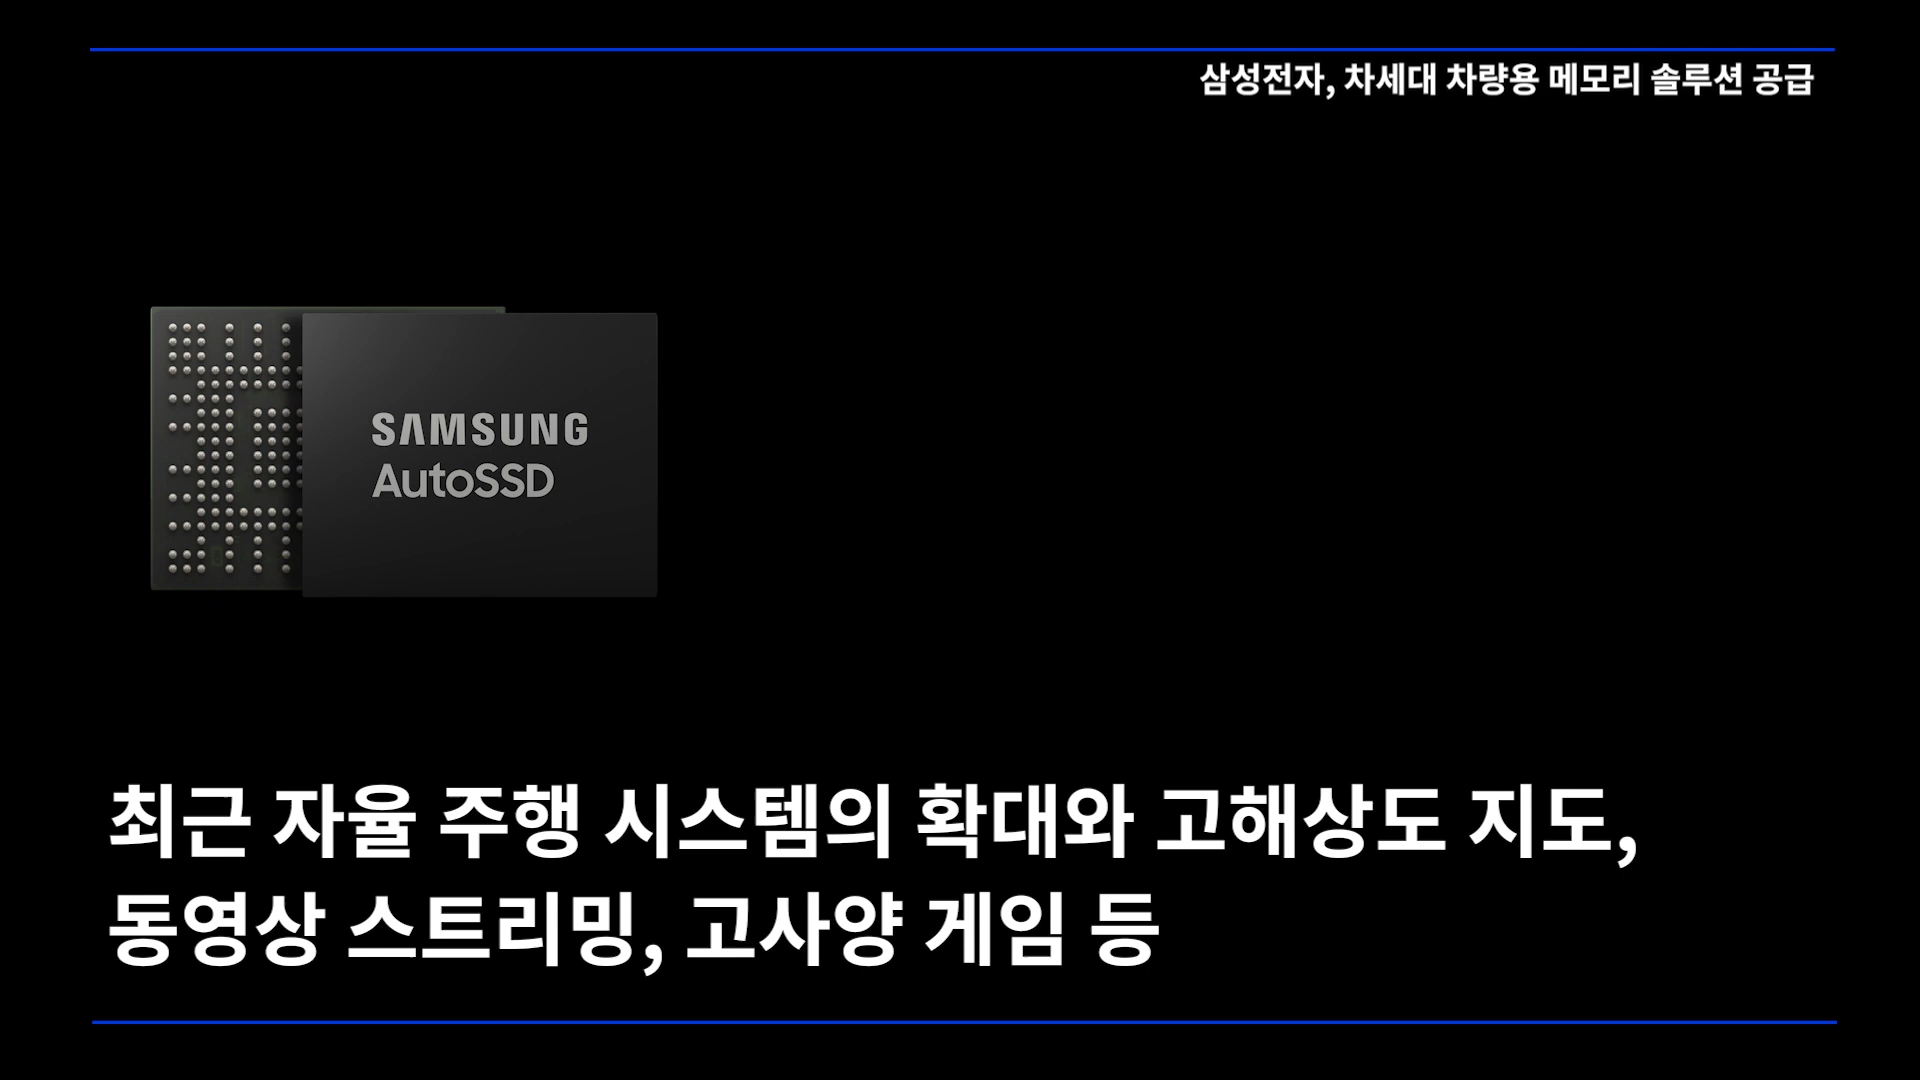 삼성전자, 차세대 차량용 메모리 솔루션 공급
SAMSUNG
AutoSSD
최근 자율 주행 시스템의 확대와 고해상도 지도,
동영상 스트리밍, 고사양 게임 등